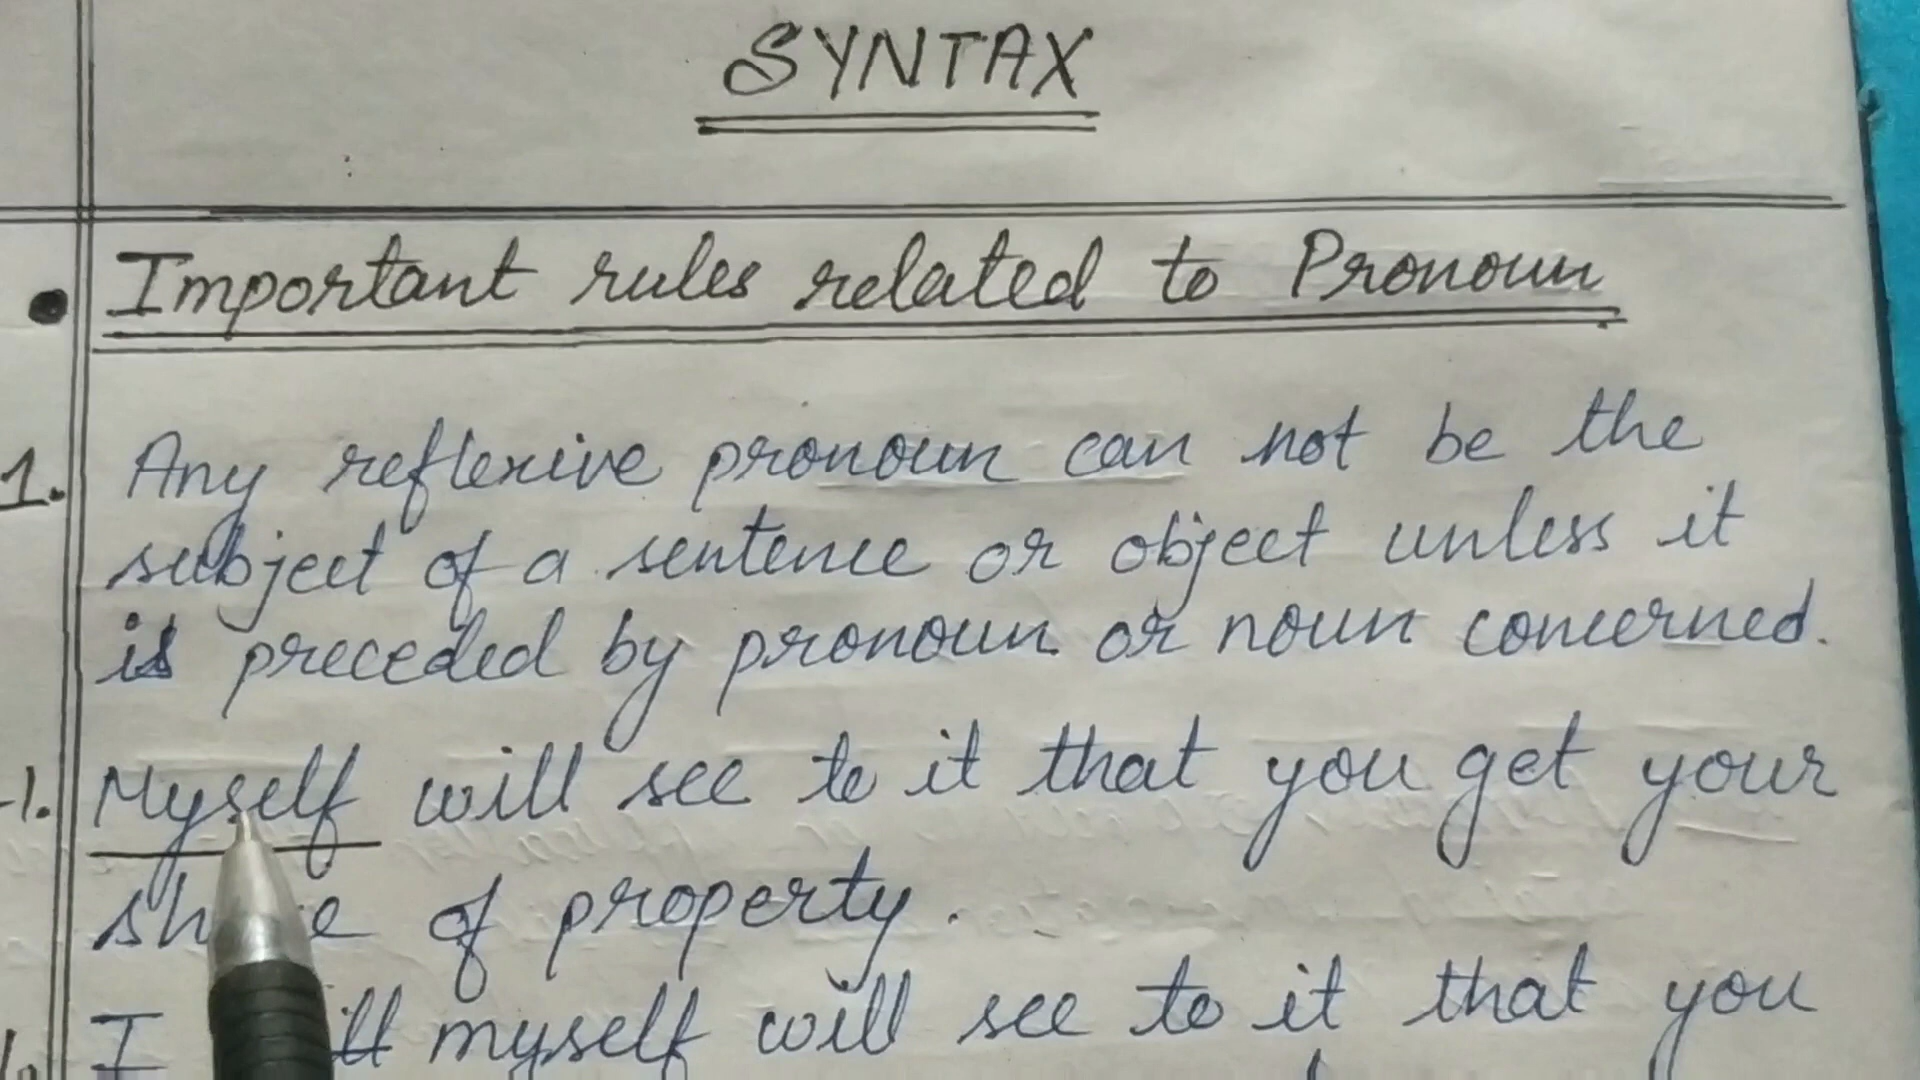 SYNTAX
• Important rules related to Pronoun
1. Any reflexive pronoun can not be the
subject of a sentence or object unless it
is preceded by pronoun or noun concerned.
1. Myself will see to it that you get your
of property.
I myself will see to it that you